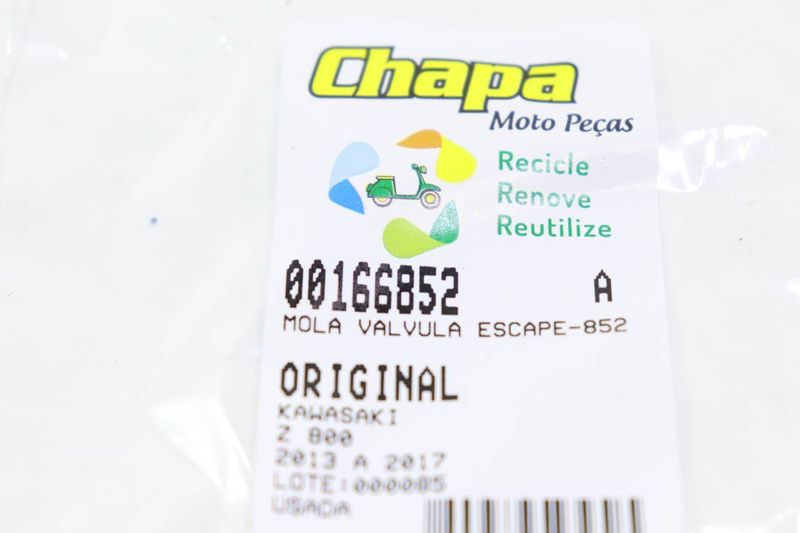 Chapa
Moto Peças
Recicle
Renove
Reutilize
00166852 A
MOLA VALVULA ESCAPE-852
ORIGINAL
KAWASAKI
Z 800
2013 A 2017
LOTE:000085
USADA